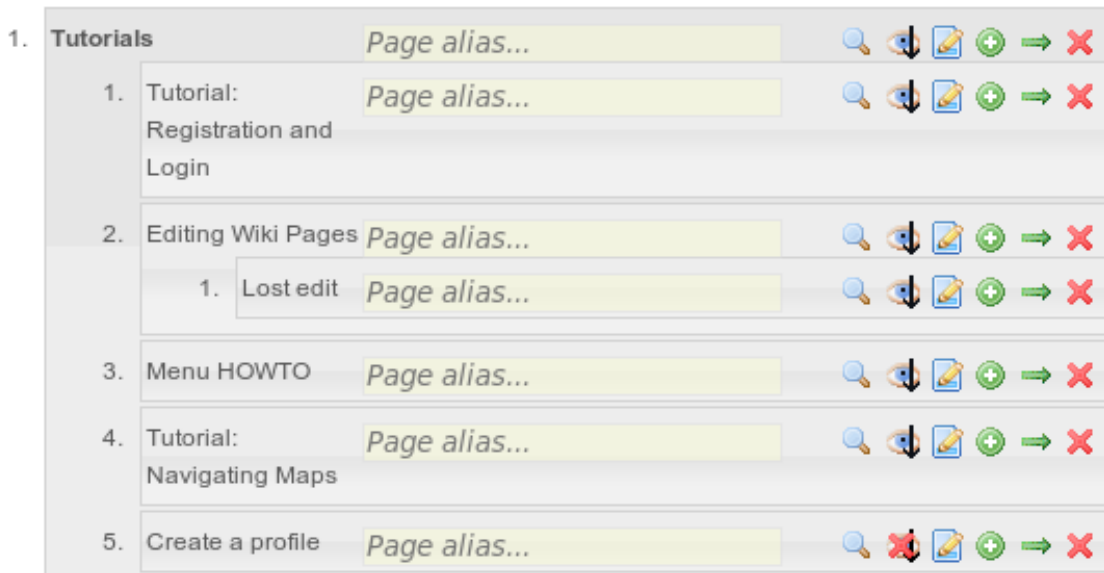 1. Tutorials Page alias...
1. Tutorial: Page alias...
Registration and
Login
2. Editing Wiki Pages Page alias...
1. Lost edit Page alias...
3. Menu HOWTO Page alias...
4. Tutorial: Page alias...
Navigating Maps
5. Create a profile Page alias...